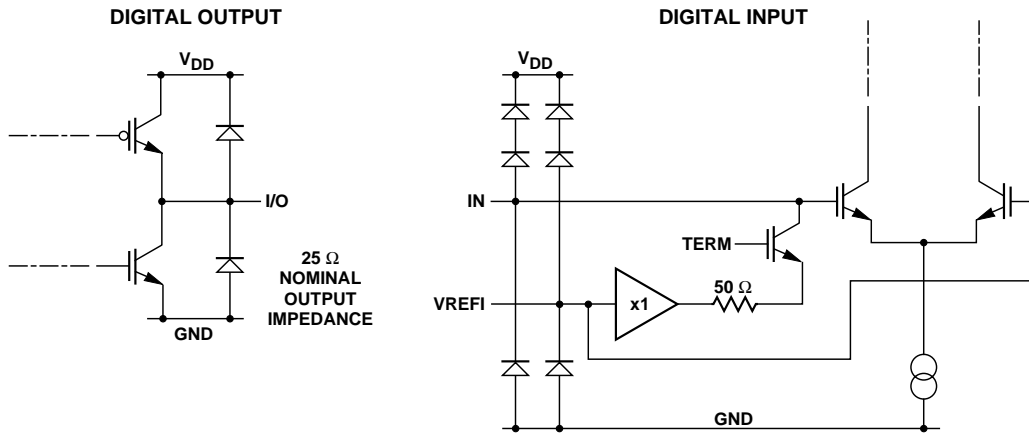 DIGITAL OUTPUT
VDD
I/O
25 Ω
NOMINAL
OUTPUT
IMPEDANCE
GND
DIGITAL INPUT
VDD
IN
TERM
VREFI
x1
50 Ω
GND